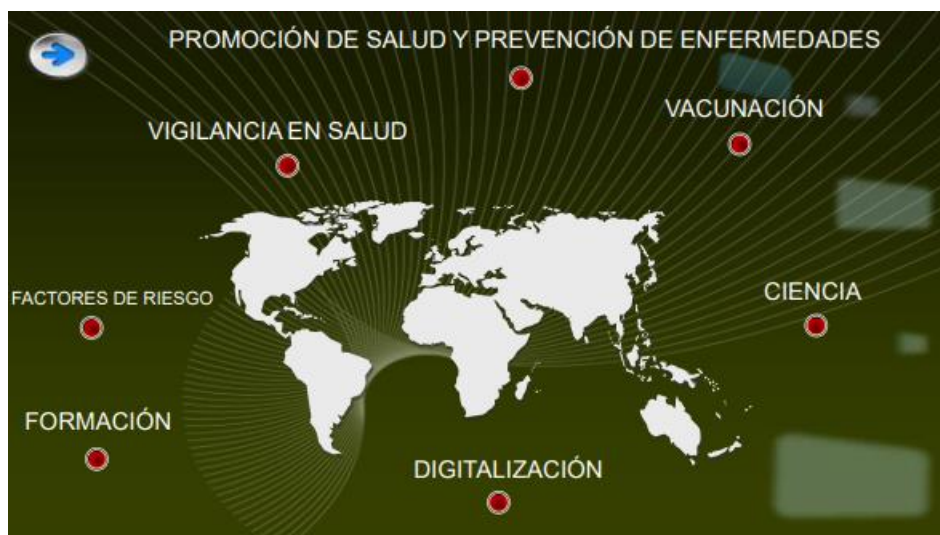 PROMOCIÓN DE SALUD Y PREVENCIÓN DE ENFERMEDADES
VACUNACIÓN
VIGILANCIA EN SALUD
FACTORES DE RIESGO
CIENCIA
FORMACIÓN
DIGITALIZACIÓN